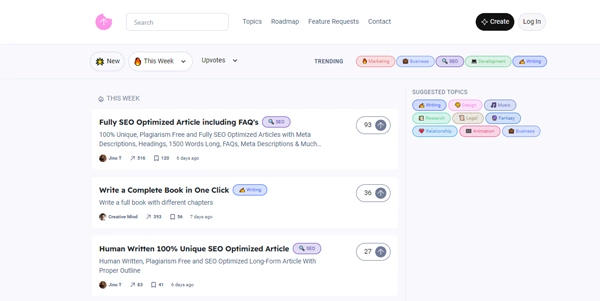 Search
Topics
Roadmap
Feature Requests
Contact
Create
Log In
New
This Week
Upvotes
TRENDING
Marketing
Business
SEO
Development
Writing
THIS WEEK
Fully SEO Optimized Article including FAQ's
SEO
100% Unique, Plagiarism Free and Fully SEO Optimized Articles with Meta
Descriptions, Headings, 1500 Words Long, FAQs, Meta Descriptions & Much...
Jino T
516
120
6 days ago
93
Write a Complete Book in One Click
Writing
Write a full book with different chapters
Creative Mind
393
56
7 days ago
36
Human Written 100% Unique SEO Optimized Article
SEO
Human Written, Plagiarism Free and SEO Optimized Long-Form Article With
Proper Outline
Jino T
83
41
6 days ago
27
SUGGESTED TOPICS
Writing
Design
Music
Research
Legal
Fantasy
Relationship
Animation
Business